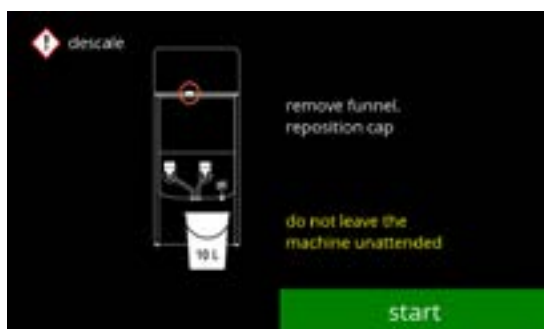 descale
remove funnel.
reposition cap
10 L
do not leave the
machine unattended
start